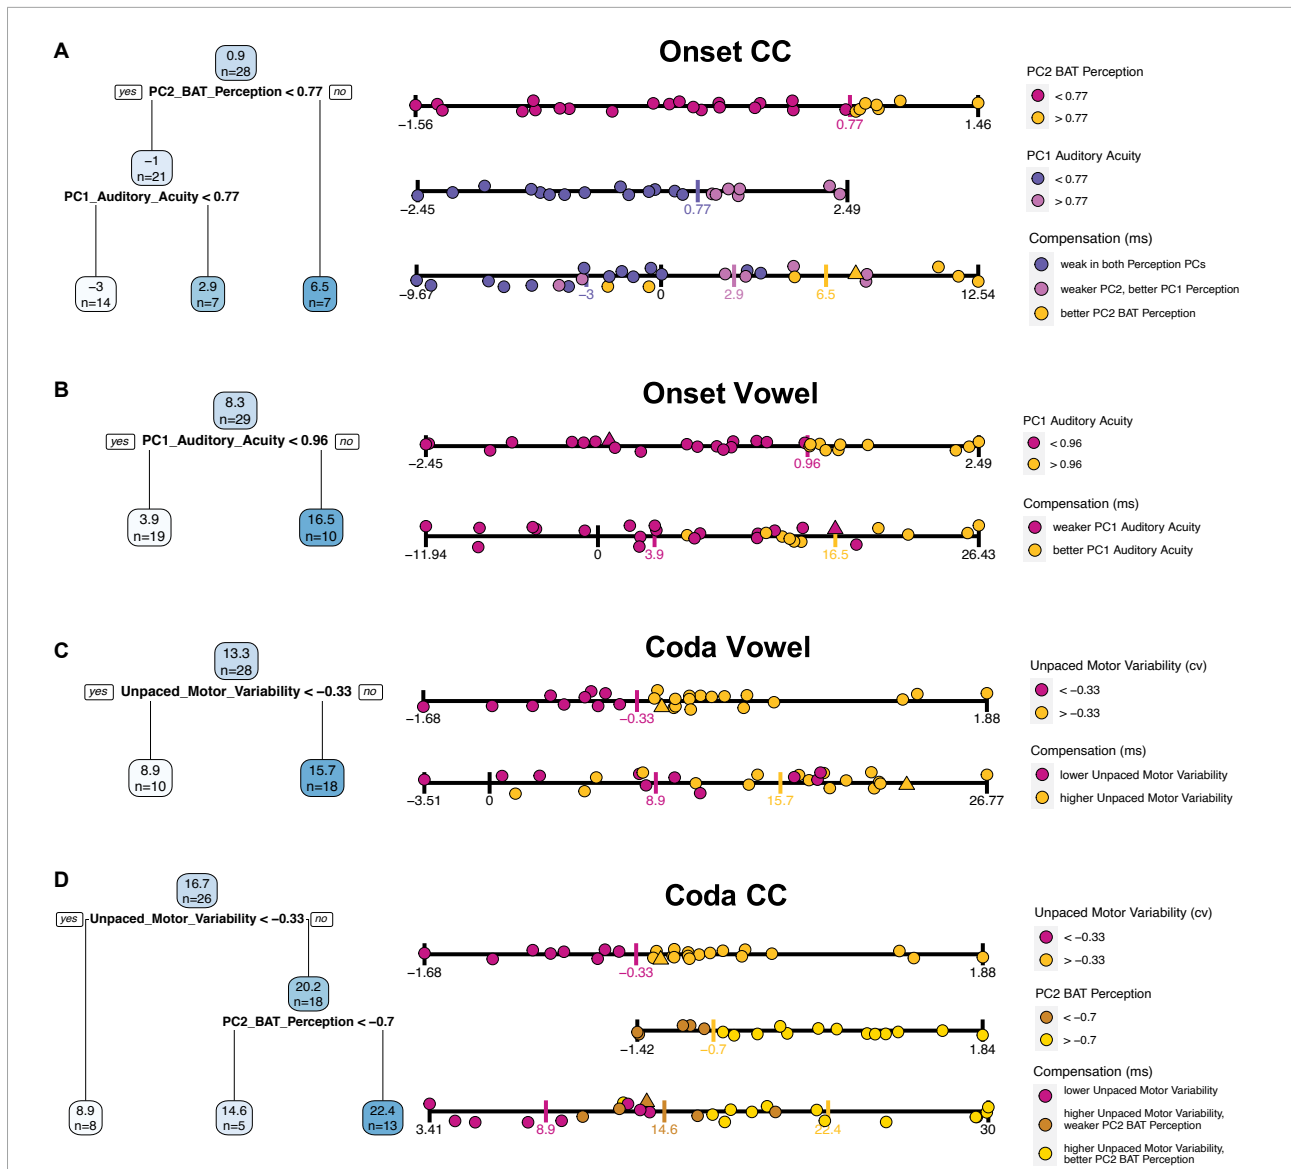 A
Onset CC
0.9
n=28
yes PC2_BAT_Perception < 0.77 no
−1
n=21
PC1_Auditory_Acuity < 0.77
−3
n=14
2.9
n=7
6.5
n=7
−1.56 0.77 1.46
−2.45 0.77 2.49
−9.67 −3 0 2.9 6.5 12.54
PC2 BAT Perception
< 0.77
> 0.77
PC1 Auditory Acuity
< 0.77
> 0.77
Compensation (ms)
weak in both Perception PCs
weaker PC2, better PC1 Perception
better PC2 BAT Perception
B
Onset Vowel
8.3
n=29
yes PC1_Auditory_Acuity < 0.96 no
3.9
n=19
16.5
n=10
−2.45 0.96 2.49
−11.94 0 3.9 16.5 26.43
PC1 Auditory Acuity
< 0.96
> 0.96
Compensation (ms)
weaker PC1 Auditory Acuity
better PC1 Auditory Acuity
C
Coda Vowel
13.3
n=28
yes Unpaced_Motor_Variability < −0.33 no
8.9
n=10
15.7
n=18
−1.68 −0.33 1.88
−3.51 0 8.9 15.7 26.77
Unpaced Motor Variability (cv)
< −0.33
> −0.33
Compensation (ms)
lower Unpaced Motor Variability
higher Unpaced Motor Variability
D
Coda CC
16.7
n=26
yes Unpaced_Motor_Variability < −0.33 no
20.2
n=18
PC2_BAT_Perception < −0.7
8.9
n=8
14.6
n=5
22.4
n=13
−1.68 −0.33 1.88
−1.42 −0.7 1.84
3.41 8.9 14.6 22.4 30
Unpaced Motor Variability (cv)
< −0.33
> −0.33
PC2 BAT Perception
< −0.7
> −0.7
Compensation (ms)
lower Unpaced Motor Variability
higher Unpaced Motor Variability,
weaker PC2 BAT Perception
higher Unpaced Motor Variability,
better PC2 BAT Perception